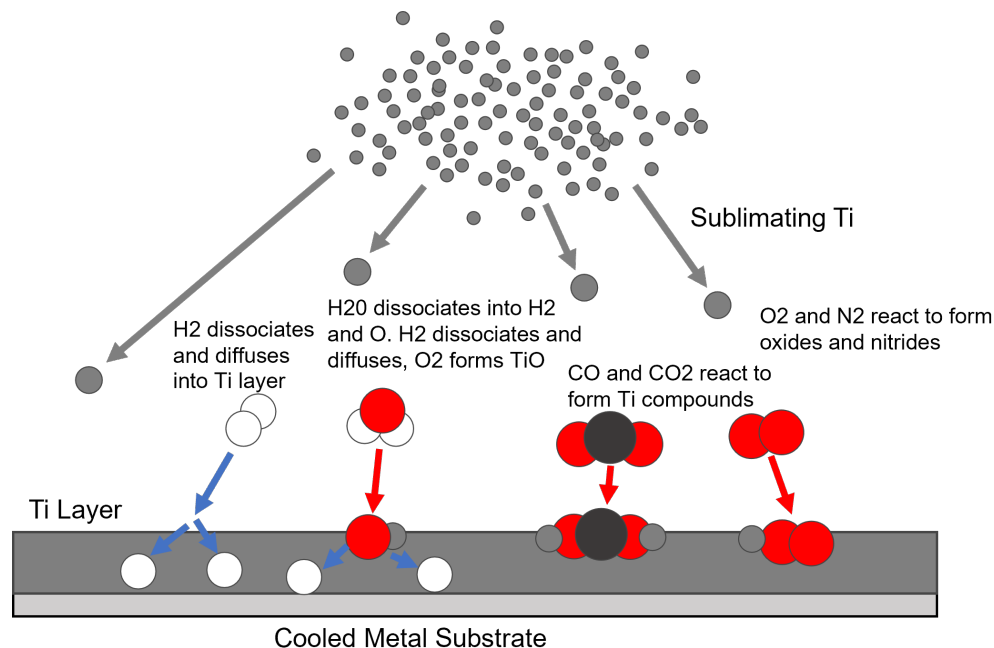 Sublimating Ti
H2 dissociates
and diffuses
into Ti layer
H20 dissociates into H2
and O. H2 dissociates and
diffuses, O2 forms TiO
O2 and N2 react to form
oxides and nitrides
CO and CO2 react to
form Ti compounds
Ti Layer
Cooled Metal Substrate